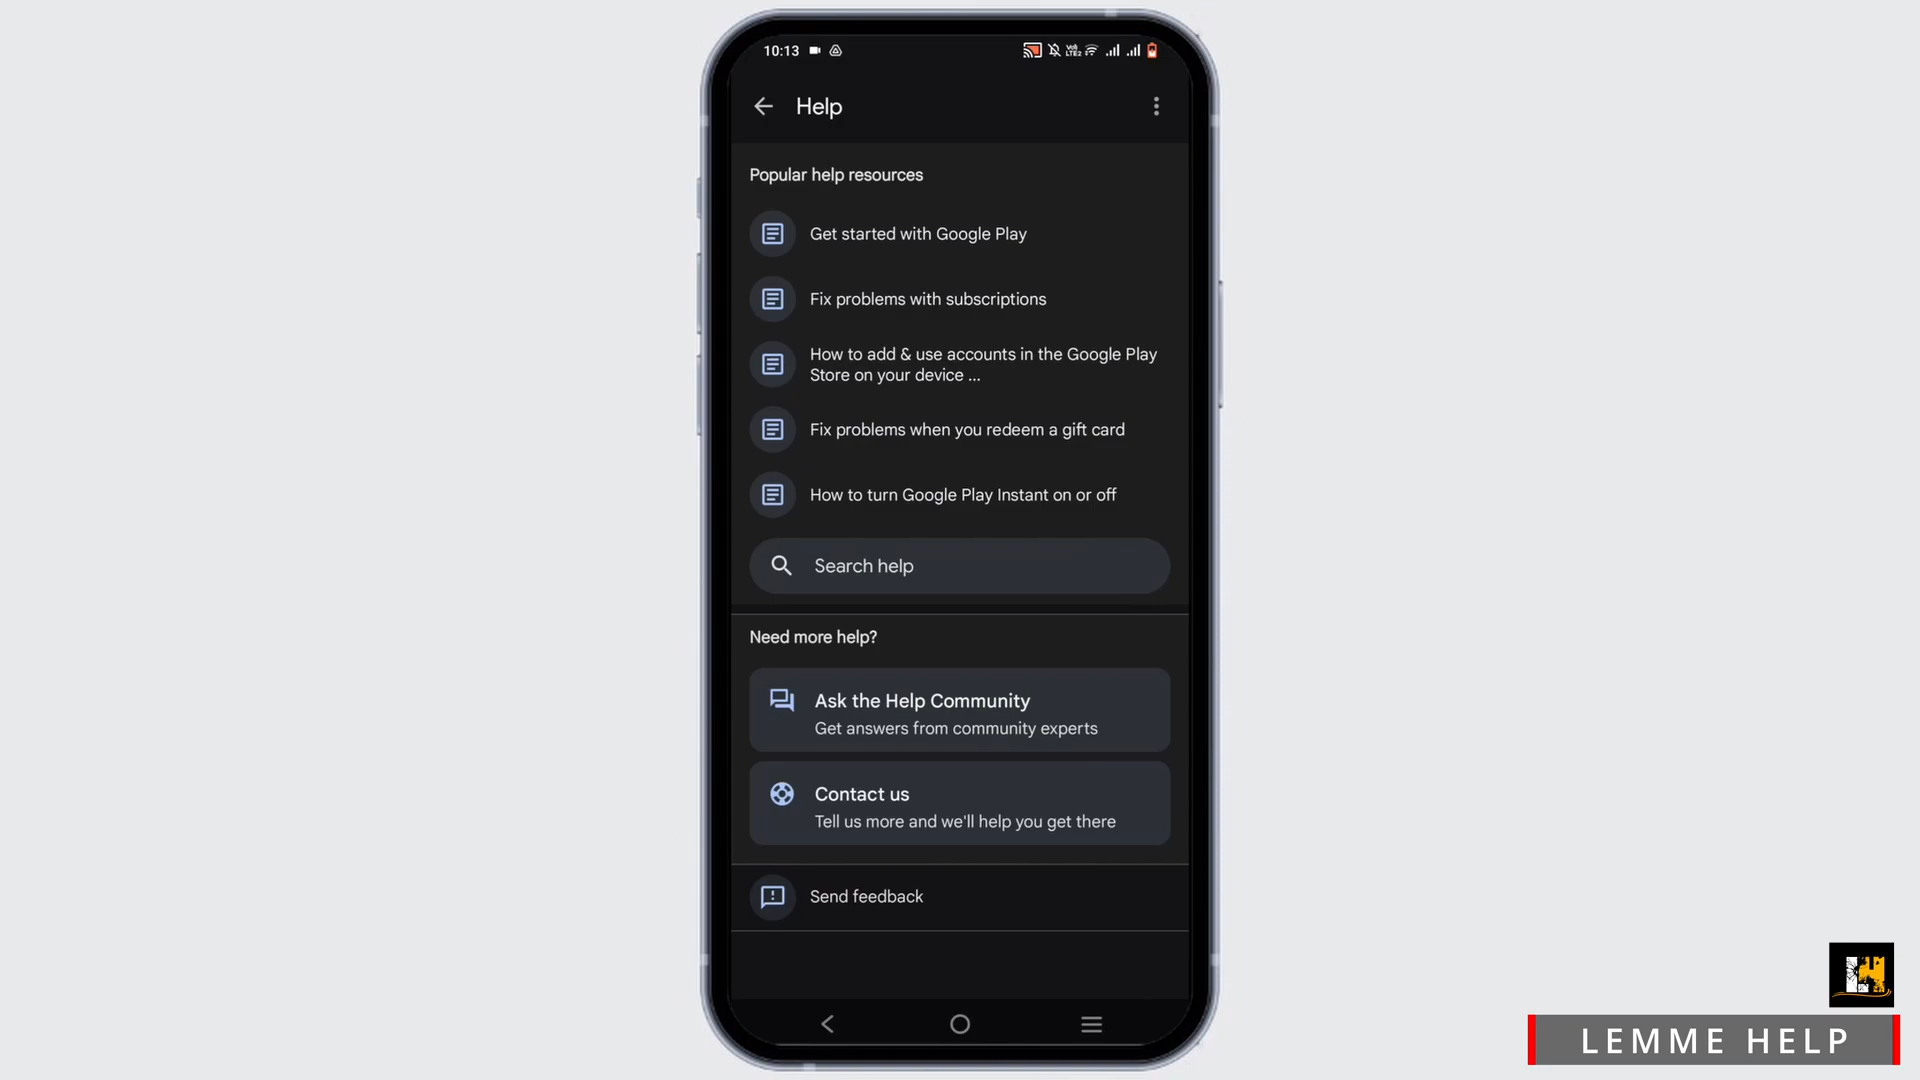 10:13
Vo
LTE2
Help
Popular help resources
Get started with Google Play
Fix problems with subscriptions
How to add & use accounts in the Google Play
Store on your device ...
Fix problems when you redeem a gift card
How to turn Google Play Instant on or off
Search help
Need more help?
Ask the Help Community
Get answers from community experts
Contact us
Tell us more and we'll help you get there
Send feedback
LEMME HELP